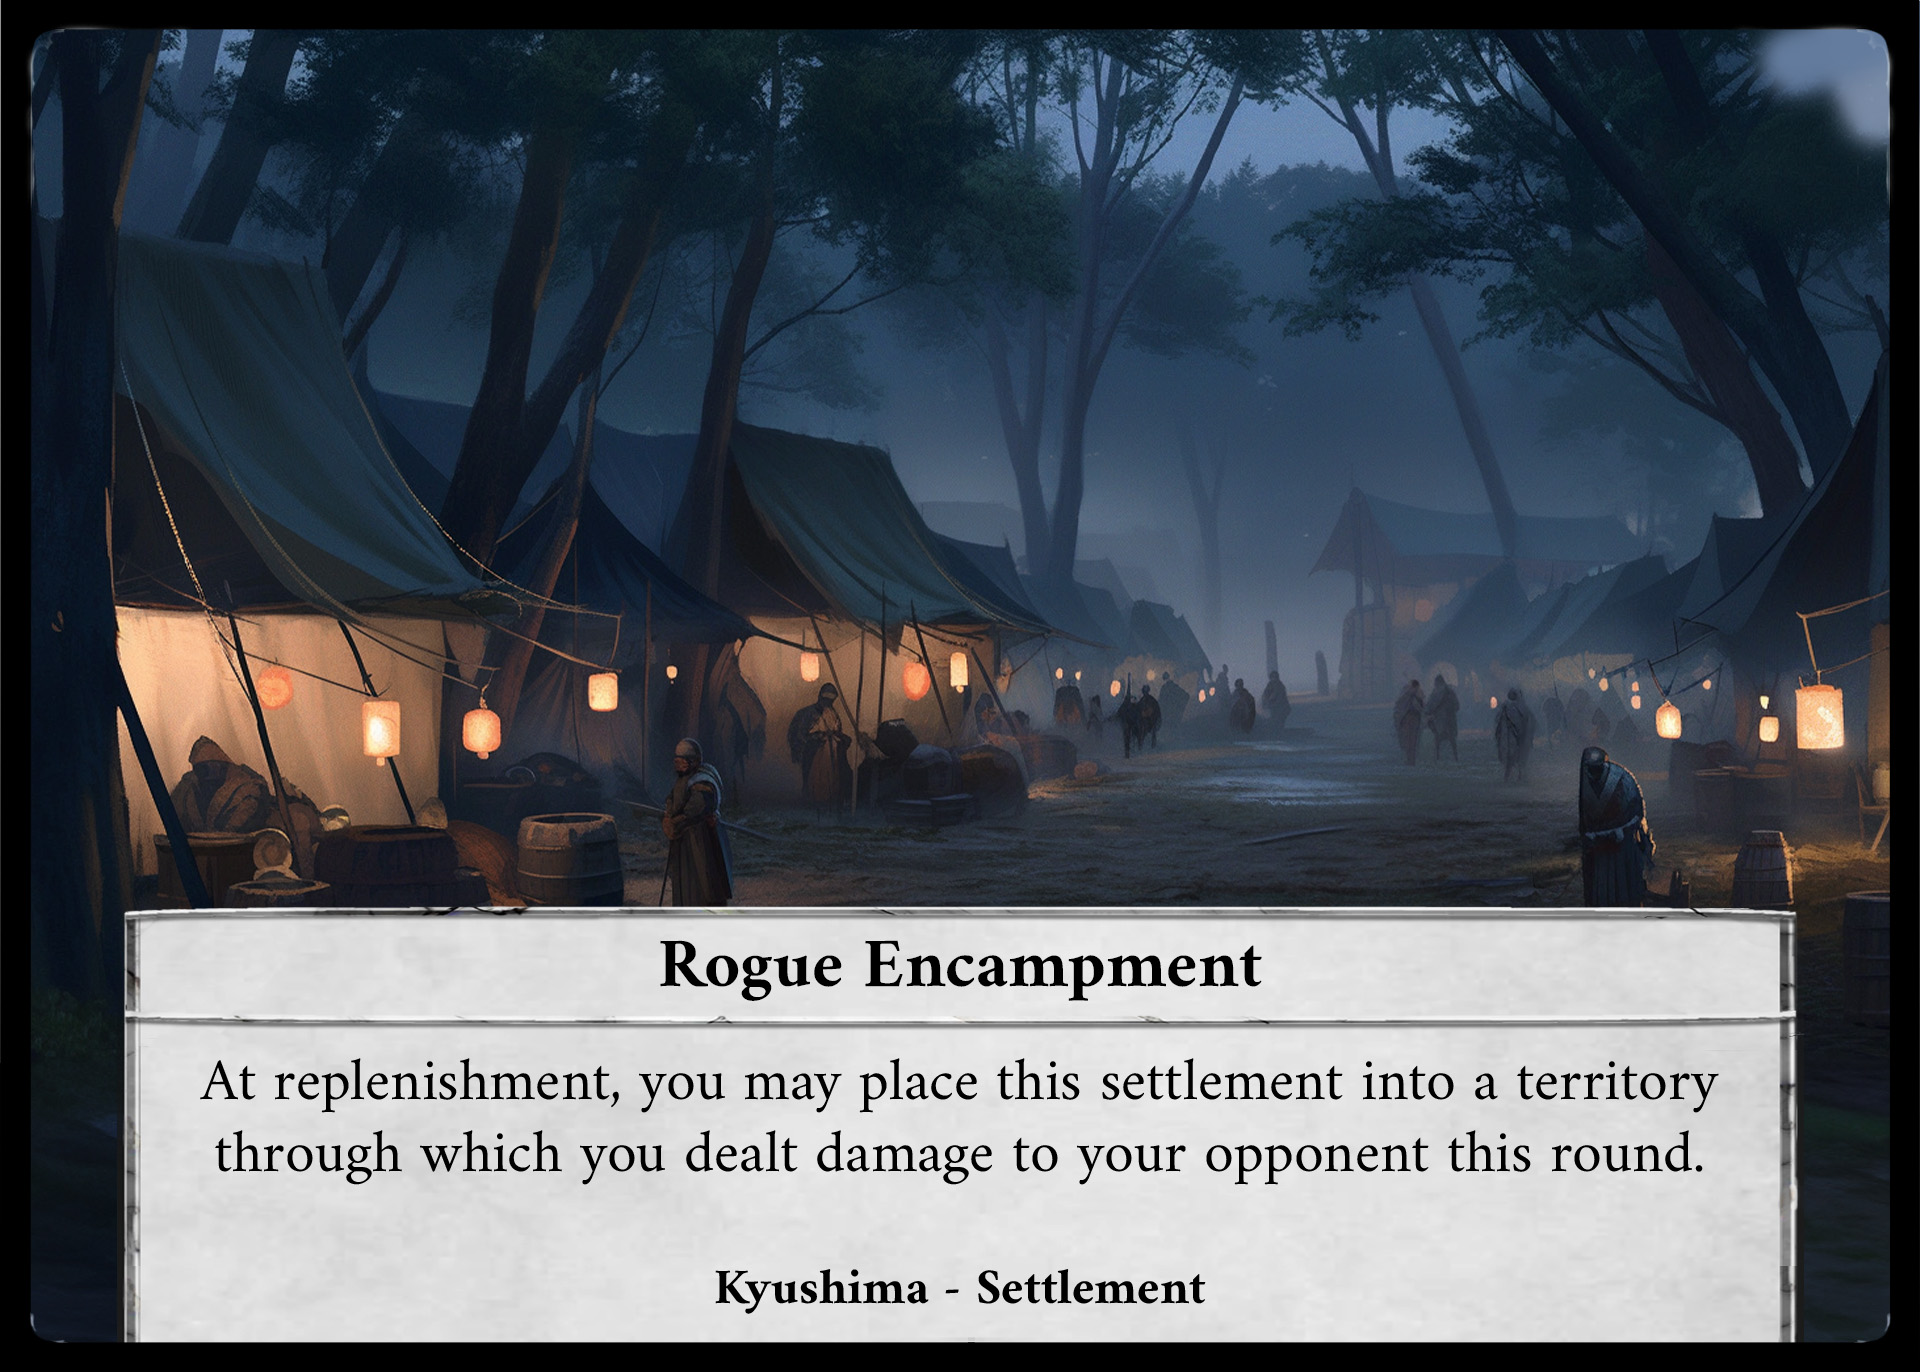 Rogue Encampment
At replenishment, you may place this settlement into a territory
through which you dealt damage to your opponent this round.
Kyushima - Settlement